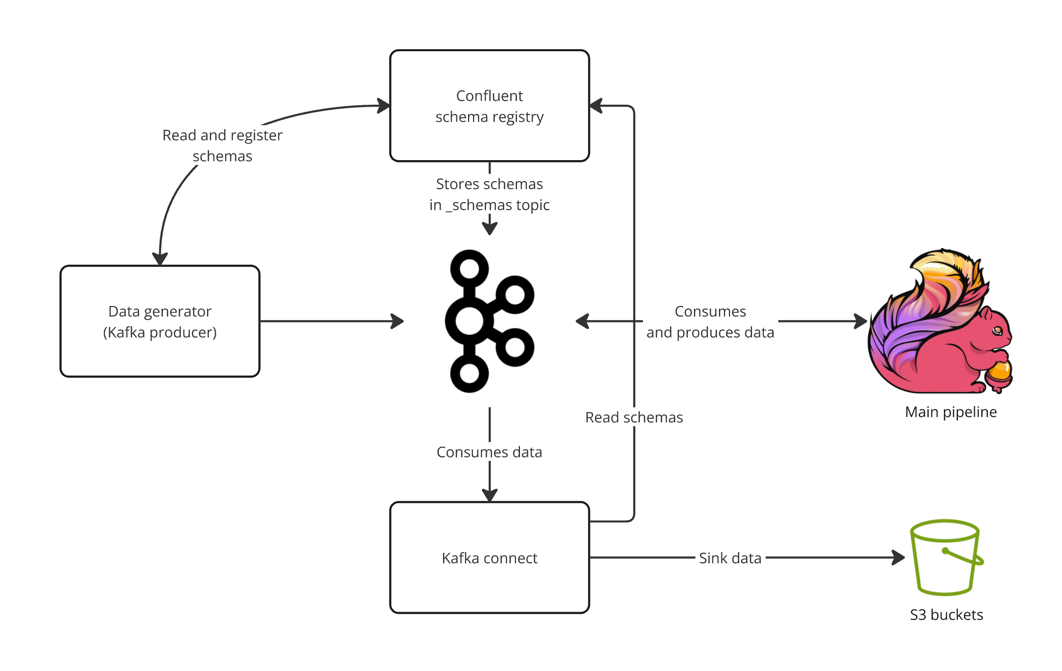 Confluent
schema registry
Read and register
schemas
Stores schemas
in _schemas topic
Data generator
(Kafka producer)
Consumes
and produces data
Main pipeline
Read schemas
Consumes data
Kafka connect
Sink data
S3 buckets